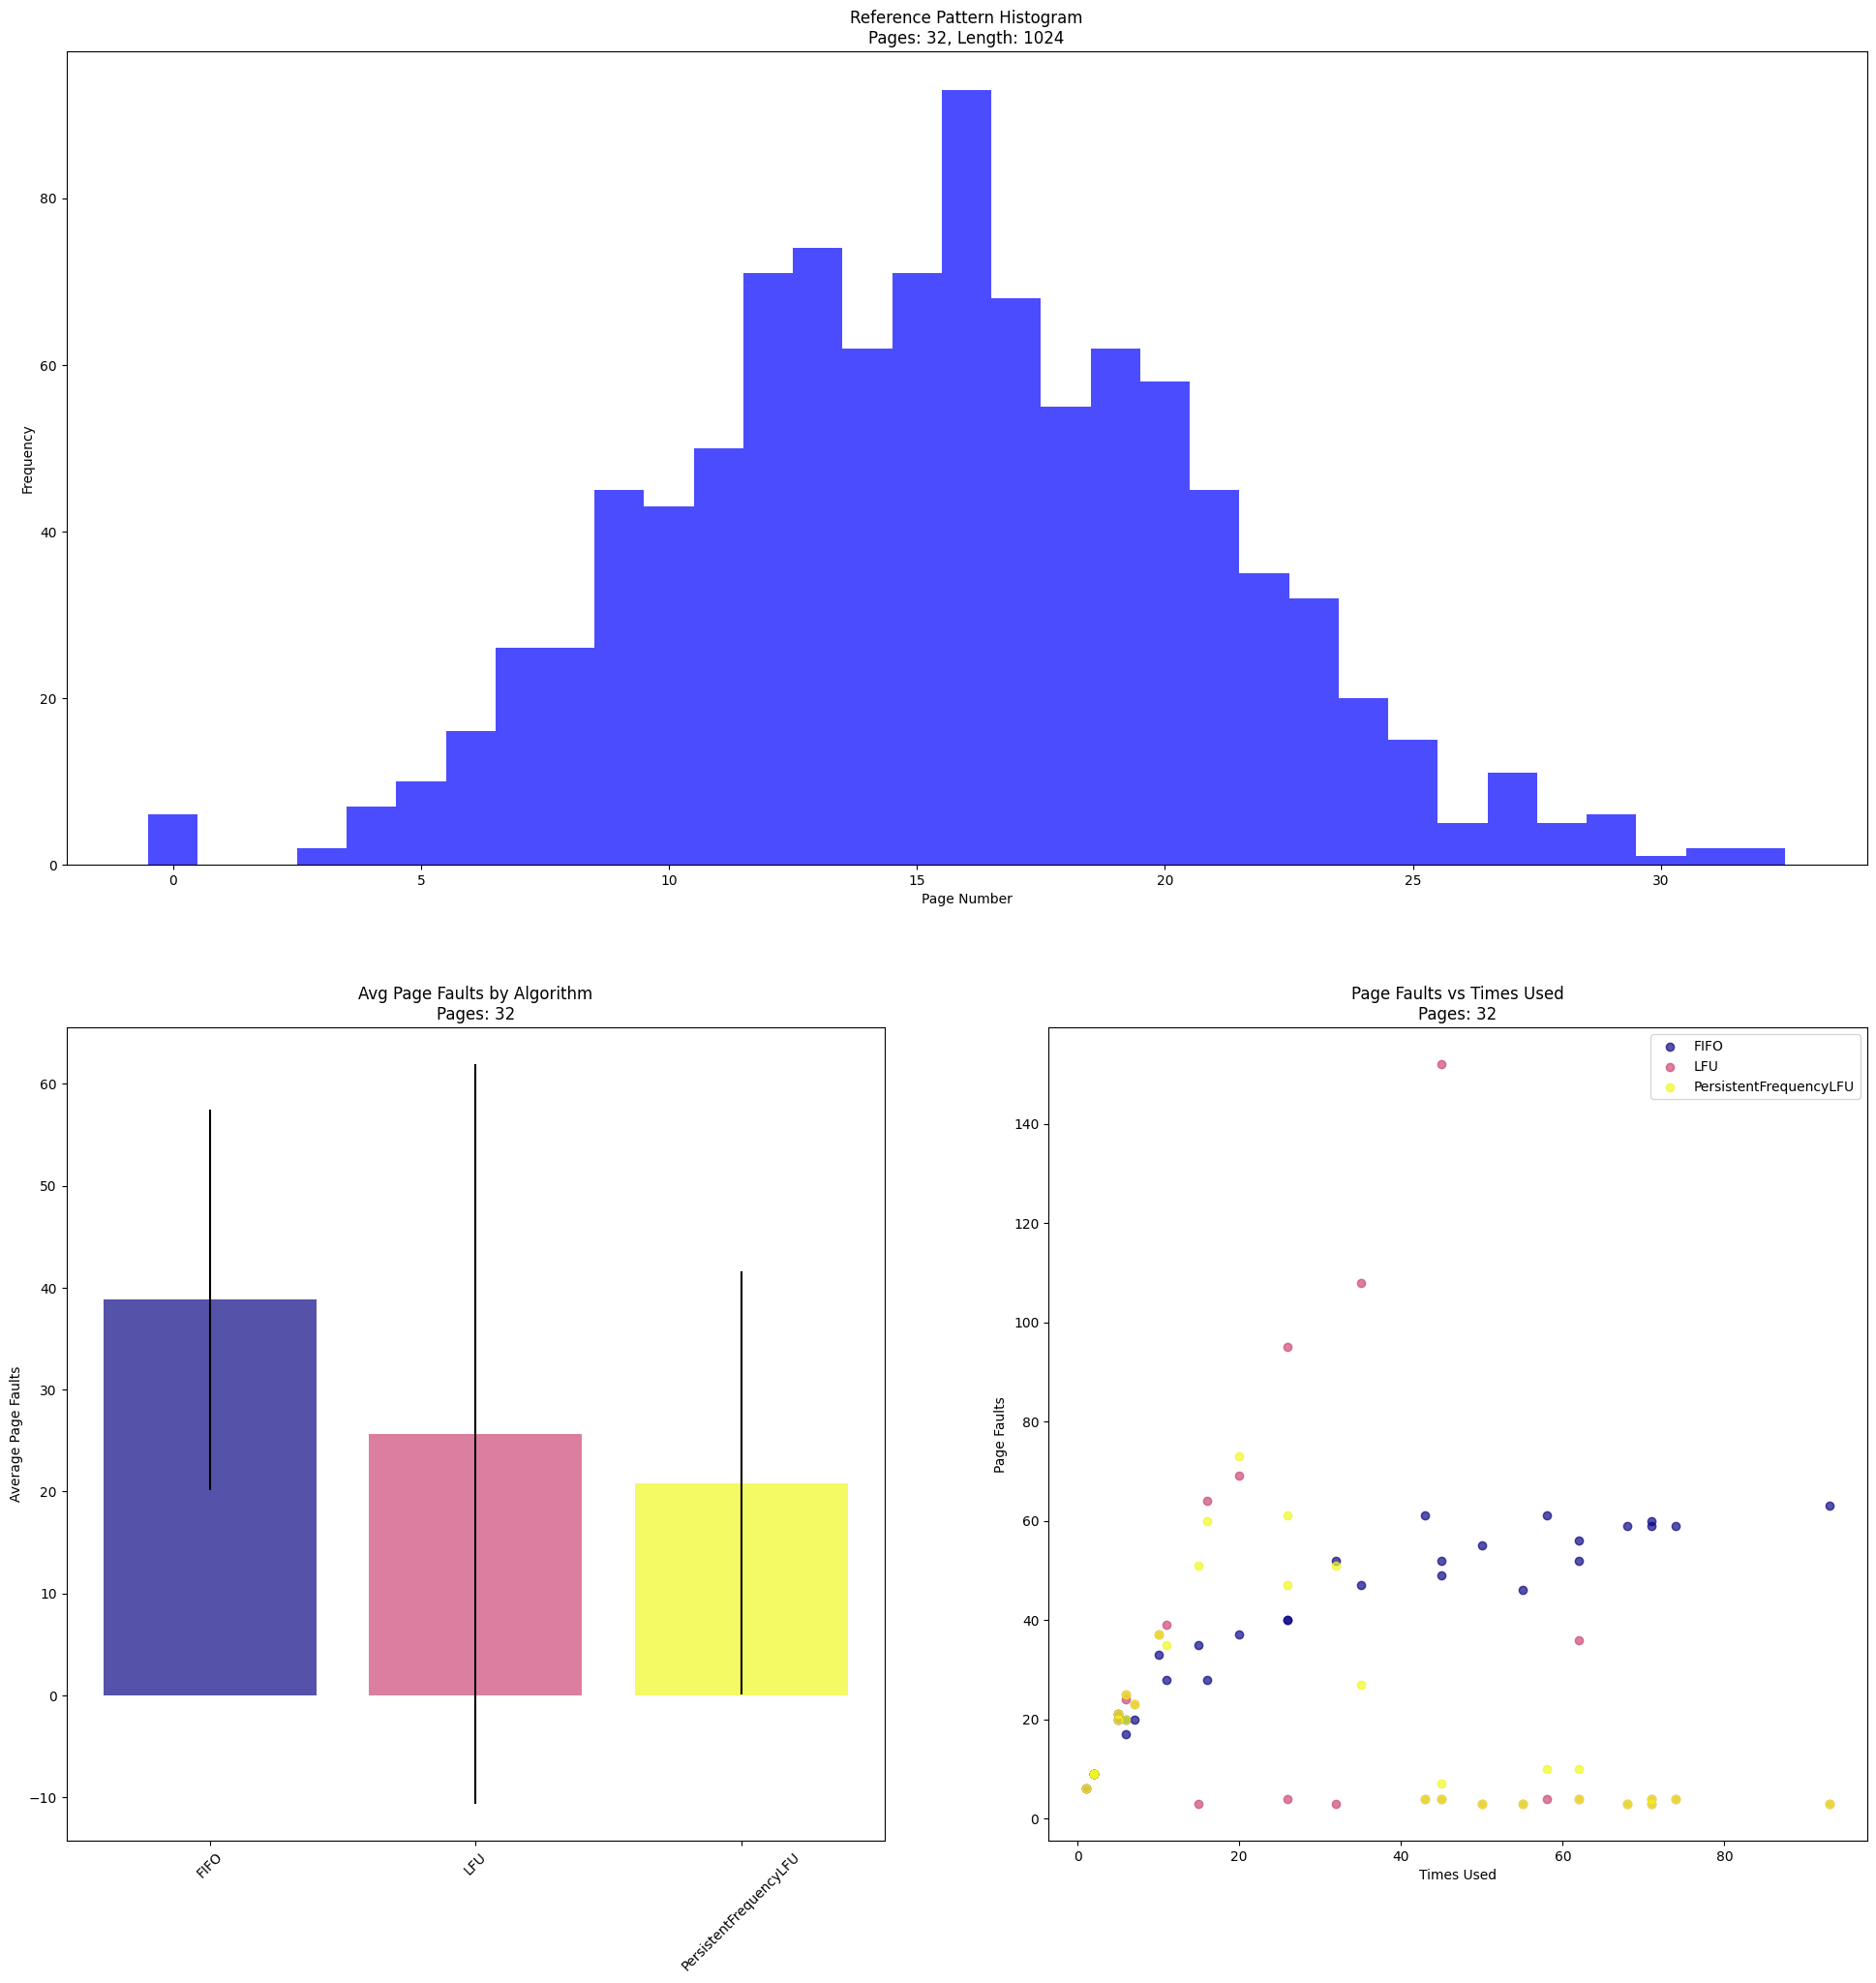 Reference Pattern Histogram
Pages: 32, Length: 1024
Frequency
80
60
40
20
0
0 5 10 15 20 25 30
Page Number
Avg Page Faults by Algorithm
Pages: 32
Average Page Faults
60
50
40
30
20
10
0
−10
FIFO
LFU
PersistentFrequencyLFU
Page Faults vs Times Used
Pages: 32
FIFO
LFU
PersistentFrequencyLFU
Page Faults
140
120
100
80
60
40
20
0
0 20 40 60 80
Times Used